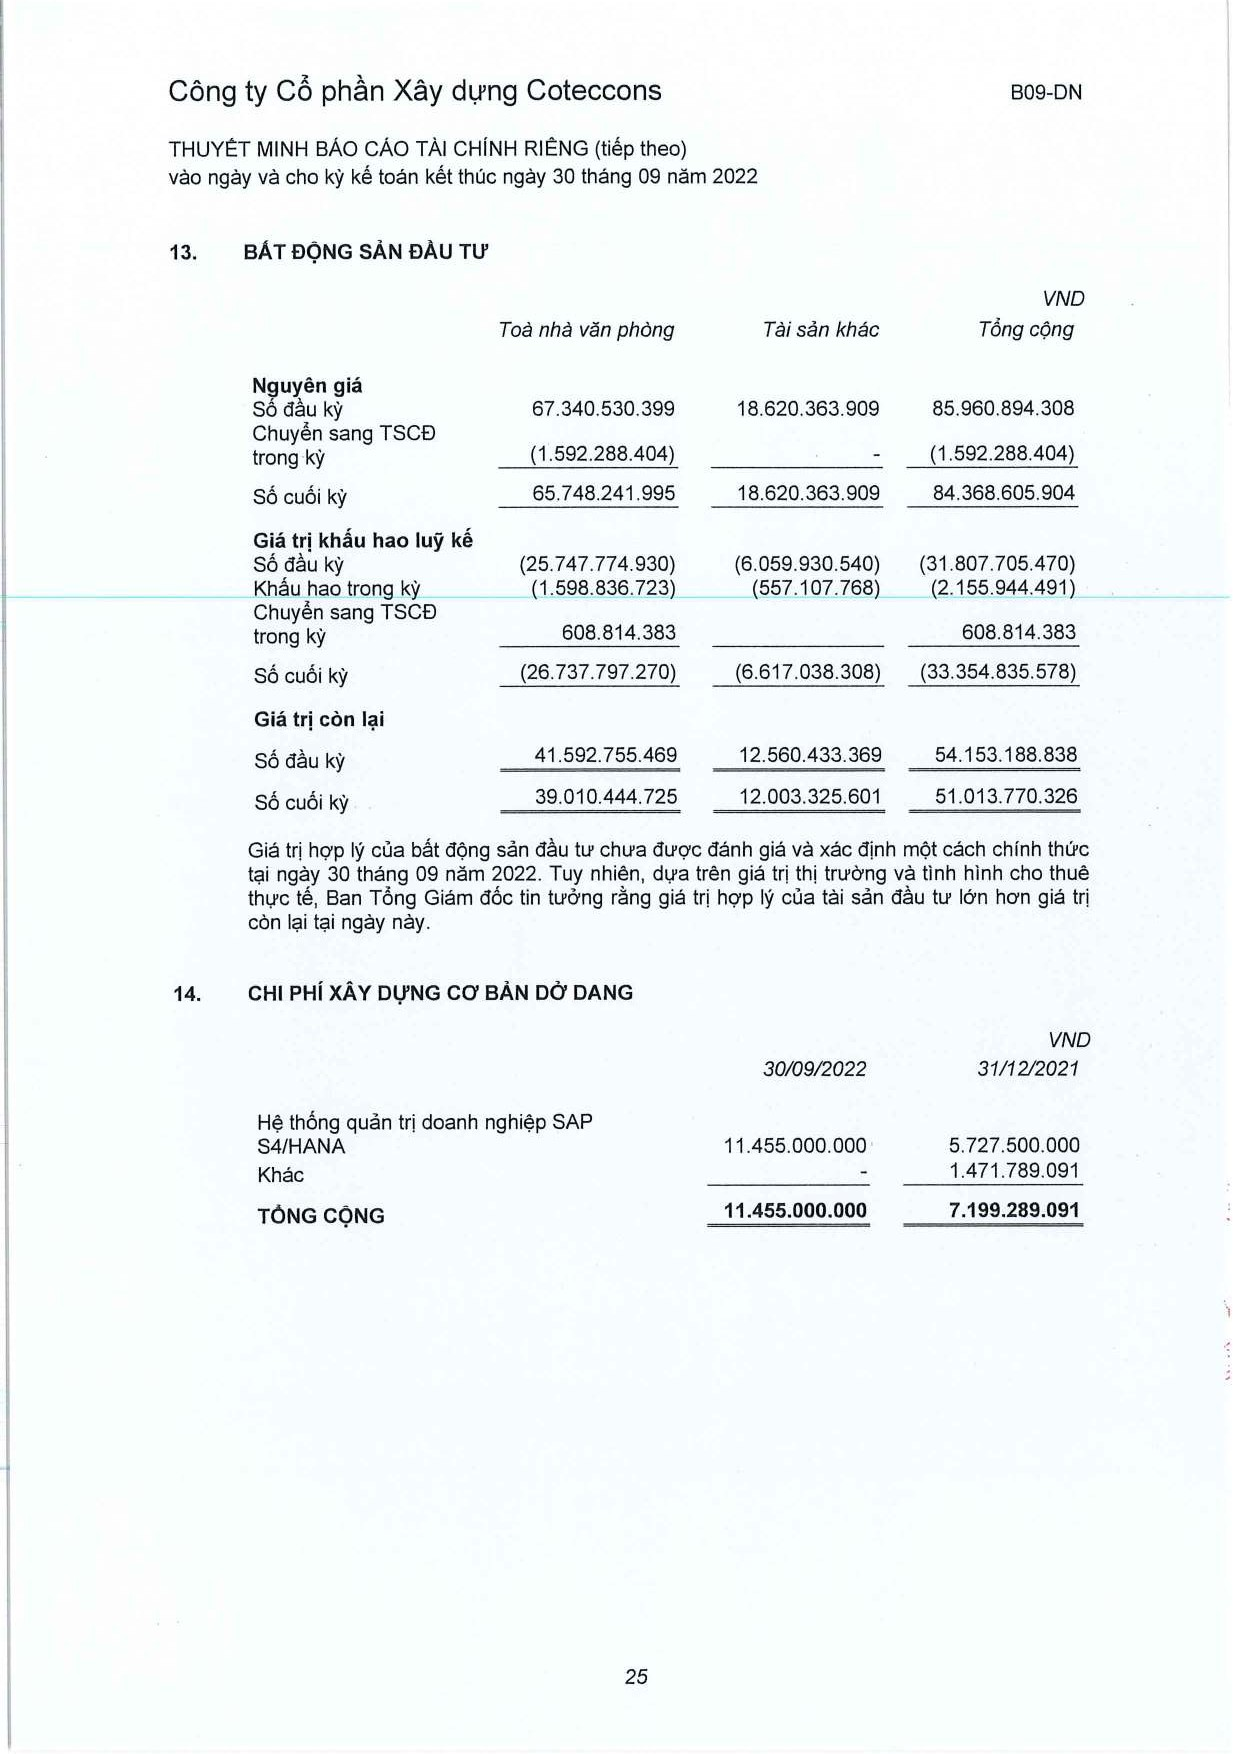 Công ty Cổ phần Xây dựng Coteccons B09-DN
THUYẾT MINH BÁO CÁO TÀI CHÍNH RIÊNG (tiếp theo)
vào ngày và cho kỳ kế toán kết thúc ngày 30 tháng 09 năm 2022
13. BẤT ĐỘNG SẢN ĐẦU TƯ
VND
Toà nhà văn phòng Tài sản khác Tổng cộng
Nguyên giá
Số đầu kỳ 67.340.530.399 18.620.363.909 85.960.894.308
Chuyển sang TSCĐ
trong kỳ (1.592.288.404) - (1.592.288.404)
Số cuối kỳ 65.748.241.995 18.620.363.909 84.368.605.904
Giá trị khấu hao luỹ kế
Số đầu kỳ (25.747.774.930) (6.059.930.540) (31.807.705.470)
Khấu hao trong kỳ (1.598.836.723) (557.107.768) (2.155.944.491)
Chuyển sang TSCĐ
trong kỳ 608.814.383 608.814.383
Số cuối kỳ (26.737.797.270) (6.617.038.308) (33.354.835.578)
Giá trị còn lại
Số đầu kỳ 41.592.755.469 12.560.433.369 54.153.188.838
Số cuối kỳ 39.010.444.725 12.003.325.601 51.013.770.326
Giá trị hợp lý của bất động sản đầu tư chưa được đánh giá và xác định một cách chính thức
tại ngày 30 tháng 09 năm 2022. Tuy nhiên, dựa trên giá trị thị trường và tình hình cho thuê
thực tế, Ban Tổng Giám đốc tin tưởng rằng giá trị hợp lý của tài sản đầu tư lớn hơn giá trị
còn lại tại ngày này.
14. CHI PHÍ XÂY DỰNG CƠ BẢN DỞ DANG
VND
30/09/2022 31/12/2021
Hệ thống quản trị doanh nghiệp SAP
S4/HANA 11.455.000.000 5.727.500.000
Khác - 1.471.789.091
TỔNG CỘNG 11.455.000.000 7.199.289.091
25